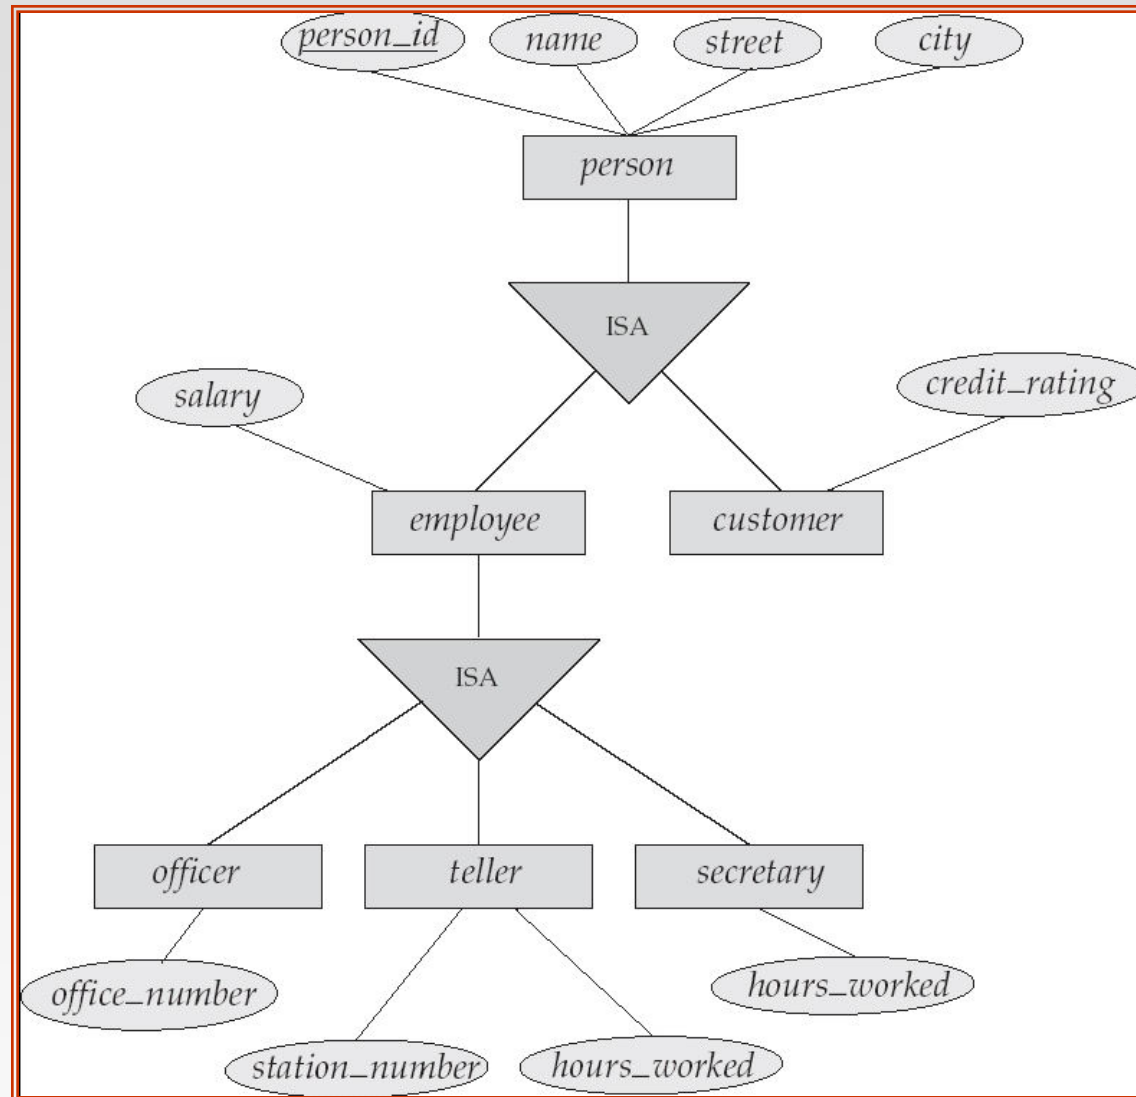 person_id
name
street
city
person
ISA
salary
credit_rating
employee
customer
ISA
officer
teller
secretary
office_number
hours_worked
station_number
hours_worked